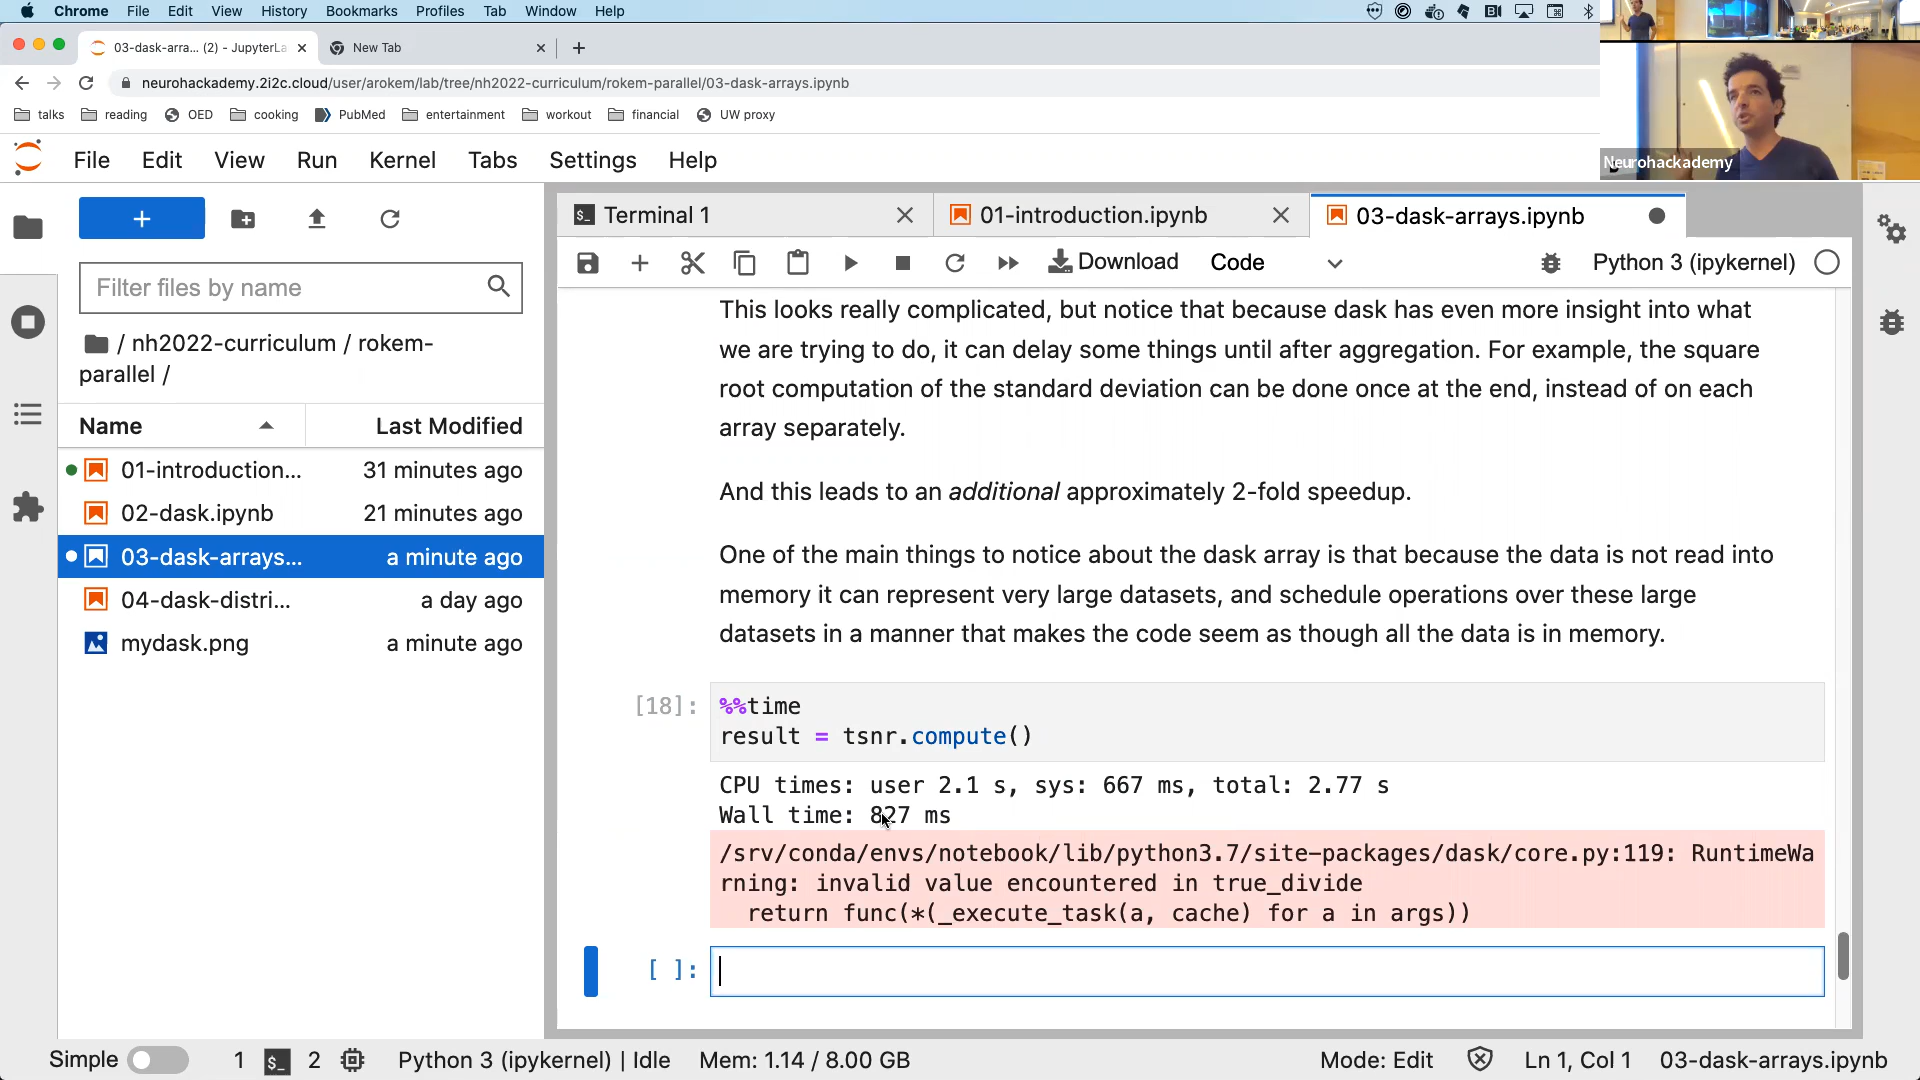 Chrome File Edit View History Bookmarks Profiles Tab Window Help
03-dask-arra... (2) - JupyterLa
New Tab
neurohackademy.2i2c.cloud/user/arokem/lab/tree/nh2022-curriculum/rokem-parallel/03-dask-arrays.ipynb
talks reading OED cooking PubMed entertainment workout financial UW proxy
Neurohackademy
File Edit View Run Kernel Tabs Settings Help
Filter files by name
/ nh2022-curriculum / rokem-
parallel /
Name Last Modified
01-introduction... 31 minutes ago
02-dask.ipynb 21 minutes ago
03-dask-arrays... a minute ago
04-dask-distri... a day ago
mydask.png a minute ago
Terminal 1 01-introduction.ipynb 03-dask-arrays.ipynb
Download Code Python 3 (ipykernel)
This looks really complicated, but notice that because dask has even more insight into what
we are trying to do, it can delay some things until after aggregation. For example, the square
root computation of the standard deviation can be done once at the end, instead of on each
array separately.
And this leads to an additional approximately 2-fold speedup.
One of the main things to notice about the dask array is that because the data is not read into
memory it can represent very large datasets, and schedule operations over these large
datasets in a manner that makes the code seem as though all the data is in memory.
[18]: %%time
result = tsnr.compute()
CPU times: user 2.1 s, sys: 667 ms, total: 2.77 s
Wall time: 827 ms
/srv/conda/envs/notebook/lib/python3.7/site-packages/dask/core.py:119: RuntimeWa
rning: invalid value encountered in true_divide
return func(*(_execute_task(a, cache) for a in args))
[ ]:
Simple 1 2 Python 3 (ipykernel) | Idle Mem: 1.14 / 8.00 GB Mode: Edit Ln 1, Col 1 03-dask-arrays.ipynb